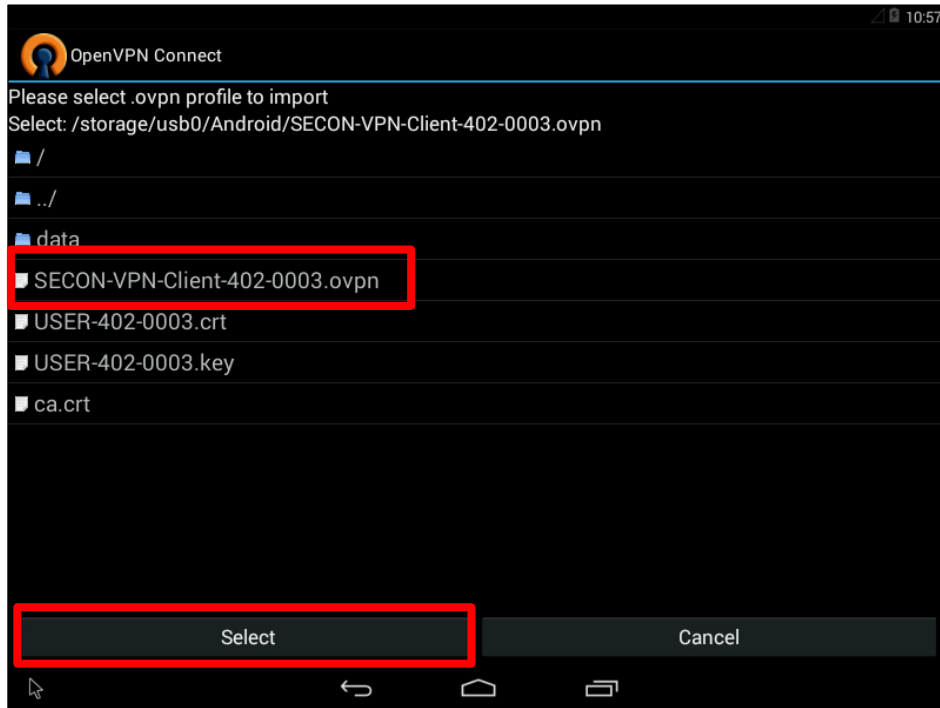 10:57
OpenVPN Connect
Please select .ovpn profile to import
Select: /storage/usb0/Android/SECON-VPN-Client-402-0003.ovpn
/
../
data
SECON-VPN-Client-402-0003.ovpn
USER-402-0003.crt
USER-402-0003.key
ca.crt
Select Cancel